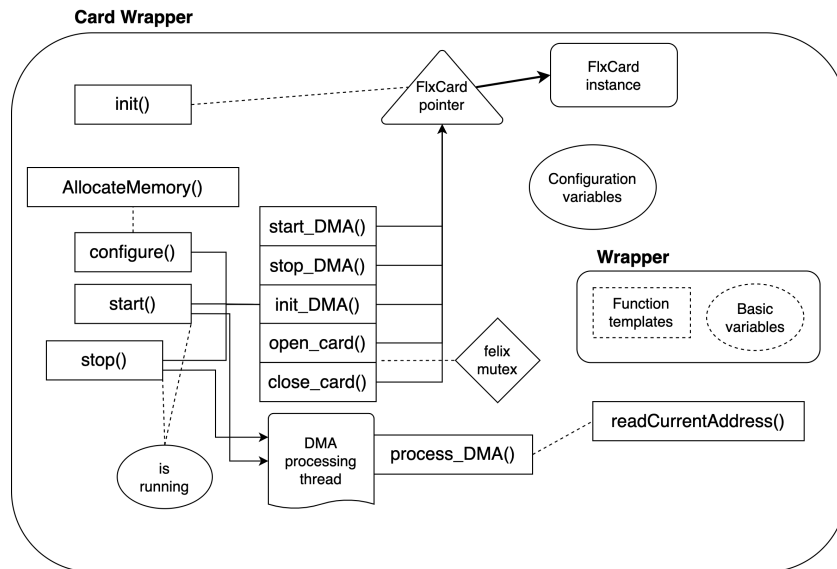 Card Wrapper
init()
FlxCard
pointer
FlxCard
instance
AllocateMemory()
Configuration
variables
configure()
start_DMA()
stop_DMA()
Wrapper
start()
init_DMA()
Function
templates
Basic
variables
stop()
open_card()
felix
mutex
close_card()
readCurrentAddress()
is
running
DMA
processing
thread
process_DMA()